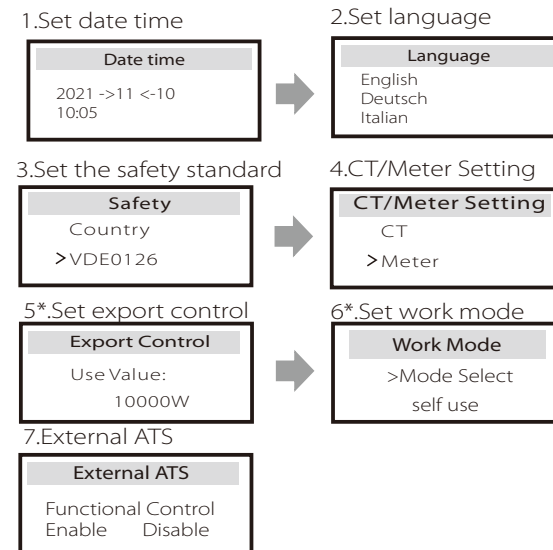 1.Set date time
Date time
2021 ->11 <-10
10:05
2.Set language
Language
English
Deutsch
Italian
3.Set the safety standard
Safety
Country
>VDE0126
4.CT/Meter Setting
CT/Meter Setting
CT
>Meter
5*.Set export control
Export Control
Use Value:
10000W
6*.Set work mode
Work Mode
>Mode Select
self use
7.External ATS
External ATS
Functional Control
Enable Disable